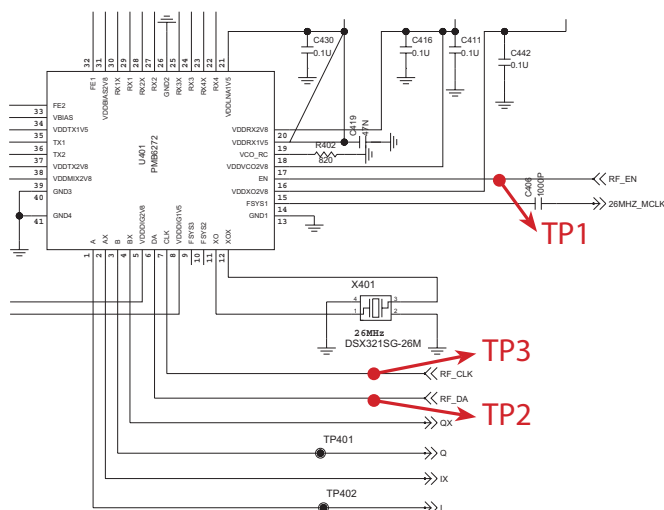 32 31 30 29 28 27 26 25 24 23 22 21
FE1 VDDBIAS2V8 RX1X RX1 RX2X RX2 GND2 RX3X RX3 RX4X RX4 VDDLNA1V5
C430
0.1U
C416
0.1U
C411
0.1U
C442
0.1U
FE2
33
VBIAS
34
VDDTX1V5
35
TX1
36
TX2
37
VDDTX2V8
38
VDDMIX2V8
39
GND3
40
GND4
41
U401
PMB6272
VDDRX2V8
20
VDDRX1V5
19
VCO_RC
18
VDDVCO2V8
17
EN
16
VDDXO2V8
15
FSYS1
14
GND1
13
C419
47N
R402
820
RF_EN
C406
1000P
26MHZ_MCLK
TP1
A AX B BX VDDDIG2V8 DA CLK VDDDIG1V5 FSYS3 FSYS2 XO XOX
1 2 3 4 5 6 7 8 9 10 11 12
X401
4 3
1 2
26MHz
DSX321SG-26M
TP3
RF_CLK
RF_DA
TP2
QX
TP401
Q
IX
TP402
I